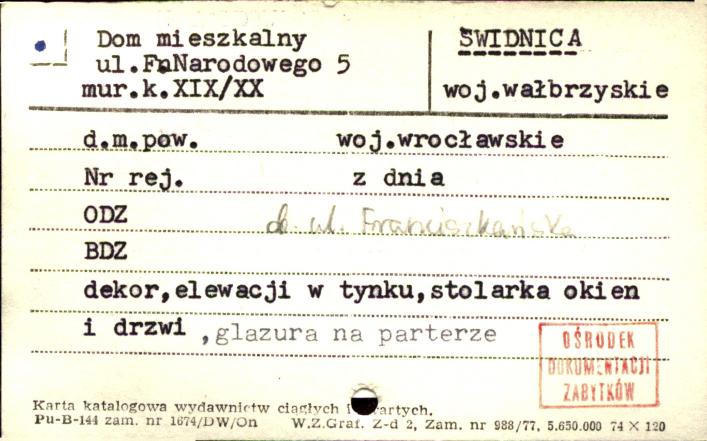 Dom mieszkalny
ul.FnNarodowego 5
mur.k.XIX/XX
ŚWIDNICA
woj.wałbrzyskie
d.m.pow. woj.wrocławskie
Nr rej. z dnia
ODZ d. ul. Franciszkańska
BDZ
dekor,elewacji w tynku,stolarka okien
i drzwi ,glazura na parterze
OŚRODEK
DOKUMENTACJI
ZABYTKÓW
Karta katalogowa wydawnictw ciągłych i
Pu-B-144 zam. nr 1674/DW/On W.Z.Graf. Z-d 2, Zam. nr 988/77, 5.650.000 74 × 120